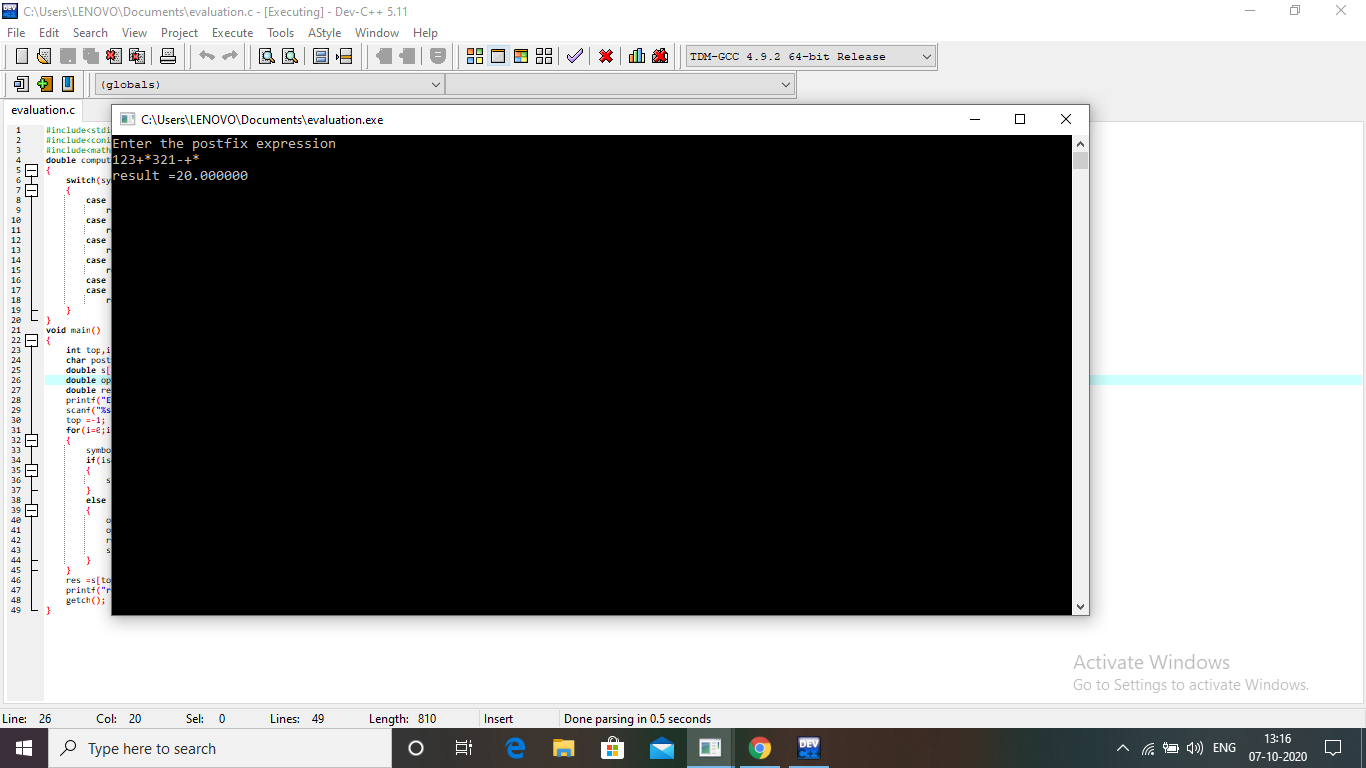 C:\Users\LENOVO\Documents\evaluation.c - [Executing] - Dev-C++ 5.11
File Edit Search View Project Execute Tools AStyle Window Help
TDM-GCC 4.9.2 64-bit Release
(globals)
evaluation.c
C:\Users\LENOVO\Documents\evaluation.exe
Enter the postfix expression
123+*321-+*
result =20.000000
1 #include<stdi
2 #include<coni
3 #include<math
4 double comput
5 {
6 switch(sy
7 {
8 case
9 r
10 case
11 r
12 case
13 r
14 case
15 r
16 case
17 case
18 r
19 }
20 }
21 void main()
22 {
23 int top,i
24 char post
25 double s[
26 double op
27 double re
28 printf("E
29 scanf("%s
30 top =-1;
31 for(i=0;i
32 {
33 symbo
34 if(is
35 {
36 s
37 }
38 else
39 {
40 o
41 o
42 r
43 s
44 }
45 }
46 res =s[to
47 printf("r
48 getch();
49 }
Activate Windows
Go to Settings to activate Windows.
Line: 26 Col: 20 Sel: 0 Lines: 49 Length: 810 Insert Done parsing in 0.5 seconds
Type here to search
DEV
ENG
13:16
07-10-2020